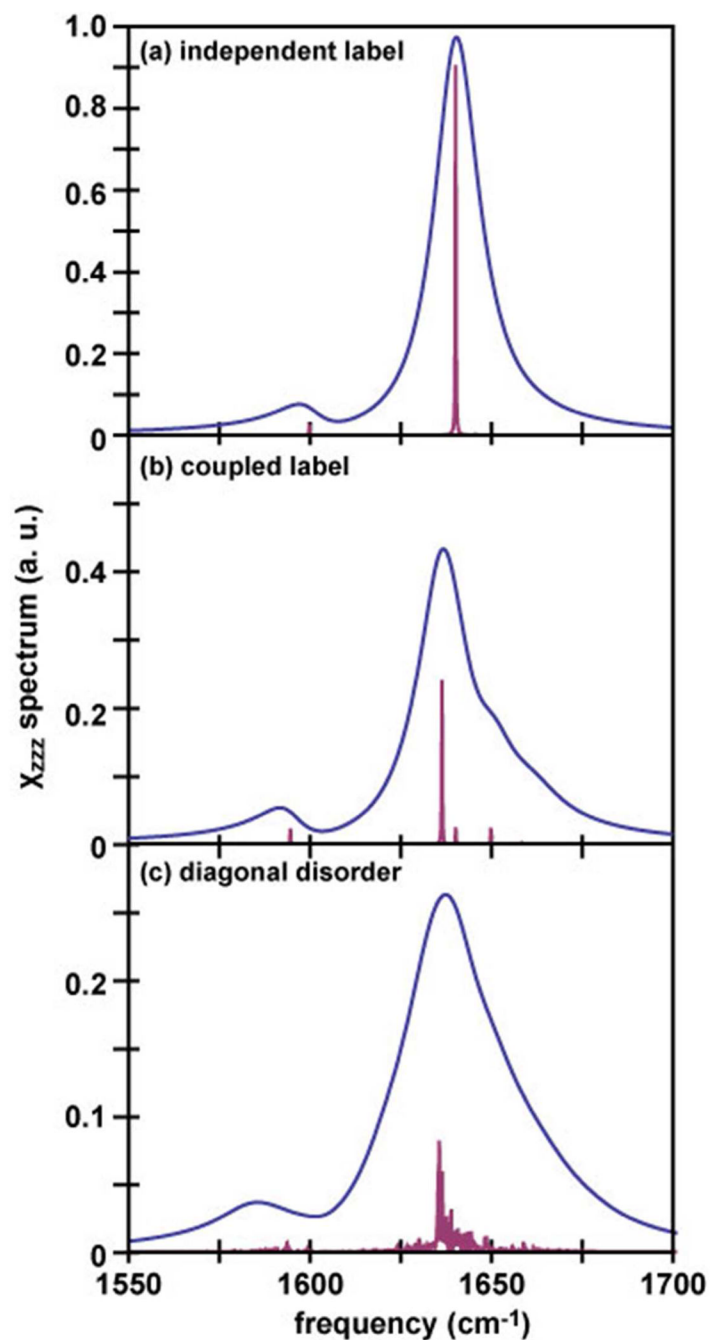 1.0
(a) independent label
0.8
0.6
0.4
0.2
0
(b) coupled label
0.4
0.2
0
χzzz spectrum (a. u.)
(c) diagonal disorder
0.2
0.1
0
1550 1600 1650 1700
frequency (cm-1)